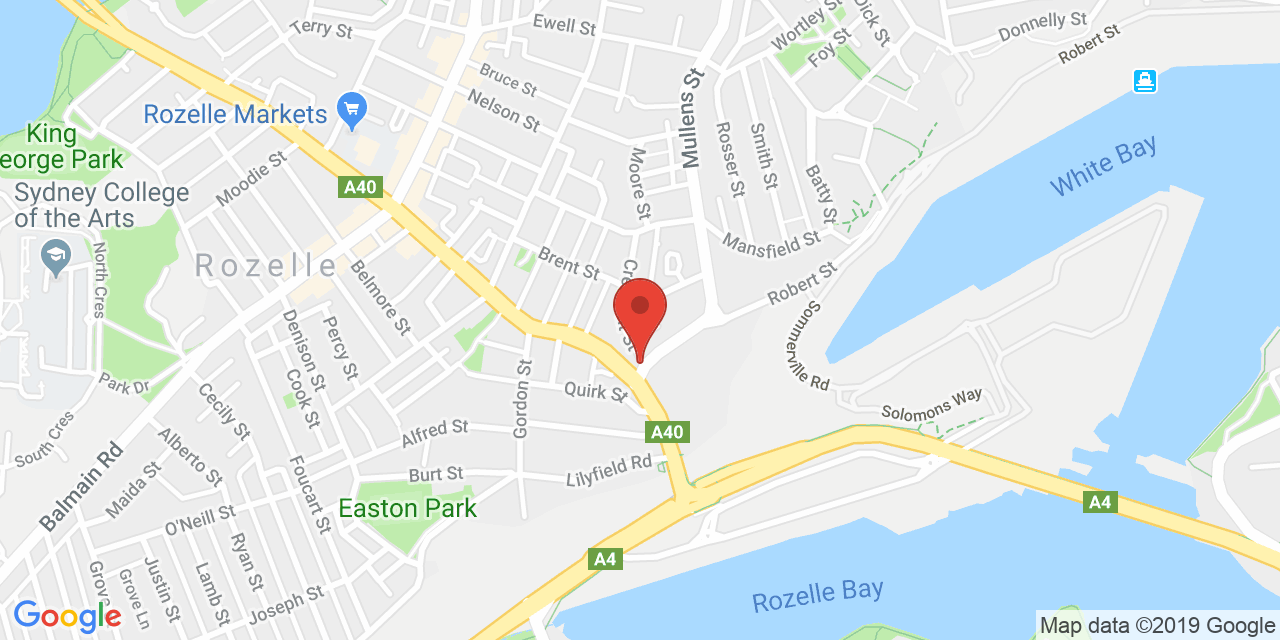 Ewell St
Terry St
Wortley St
Dick St
Foy St
Donnelly St
Robert St
Bruce St
Nelson St
Mullens St
Rozelle Markets
King
eorge Park
Moodie St
A40
Sydney College
of the Arts
North Cres
Moore St
Rosser St
Smith St
Batty St
White Bay
Mansfield St
Rozelle
Brent St
Belmore St
Robert St
Sommerville Rd
Denison St
Percy St
Cook St
Park Dr
Cecily St
Gordon St
Quirk St
Solomons Way
South Cres
Balmain Rd
Alberto St
Maida St
Alfred St
A40
Foucart St
Burt St
Lilyfield Rd
Easton Park
A4
O'Neill St
Ryan St
A4
Grove
Grove Ln
Justin St
Lamb St
Joseph St
Rozelle Bay
Google
Map data ©2019 Google